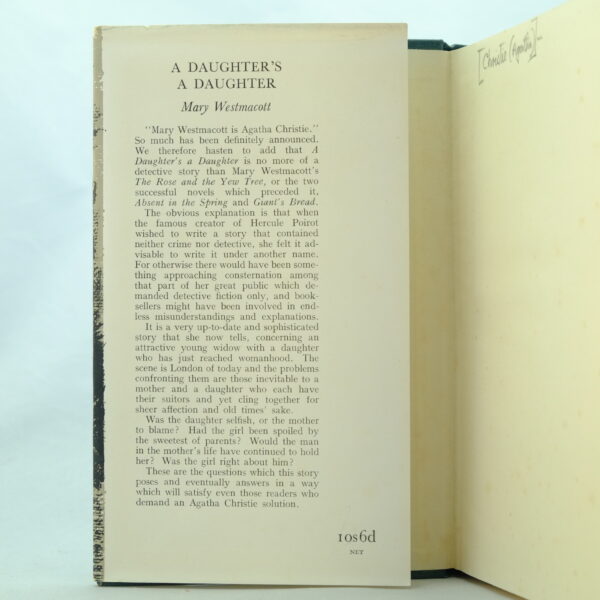 A DAUGHTER'S
A DAUGHTER
Mary Westmacott
"Mary Westmacott is Agatha Christie."
So much has been definitely announced.
We therefore hasten to add that A
Daughter's a Daughter is no more of a
detective story than Mary Westmacott's
The Rose and the Yew Tree, or the two
successful novels which preceded it,
Absent in the Spring and Giant's Bread.
The obvious explanation is that when
the famous creator of Hercule Poirot
wished to write a story that contained
neither crime nor detective, she felt it ad-
visable to write it under another name.
For otherwise there would have been some-
thing approaching consternation among
that part of her great public which de-
manded detective fiction only, and book-
sellers might have been involved in end-
less misunderstandings and explanations.
It is a very up-to-date and sophisticated
story that she now tells, concerning an
attractive young widow with a daughter
who has just reached womanhood. The
scene is London of today and the problems
confronting them are those inevitable to a
mother and a daughter who each have
their suitors and yet cling together for
sheer affection and old times' sake.
Was the daughter selfish, or the mother
to blame? Had the girl been spoiled by
the sweetest of parents? Would the man
in the mother's life have continued to hold
her? Was the girl right about him?
These are the questions which this story
poses and eventually answers in a way
which will satisfy even those readers who
demand an Agatha Christie solution.
10s6d
NET
[Christie (Agatha)]